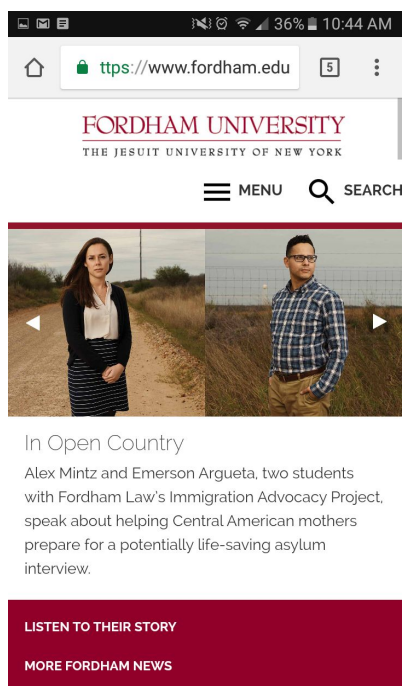 36% 10:44 AM
ttps://www.fordham.edu
5
FORDHAM UNIVERSITY
THE JESUIT UNIVERSITY OF NEW YORK
MENU SEARCH
In Open Country
Alex Mintz and Emerson Argueta, two students
with Fordham Law's Immigration Advocacy Project,
speak about helping Central American mothers
prepare for a potentially life-saving asylum
interview.
LISTEN TO THEIR STORY
MORE FORDHAM NEWS